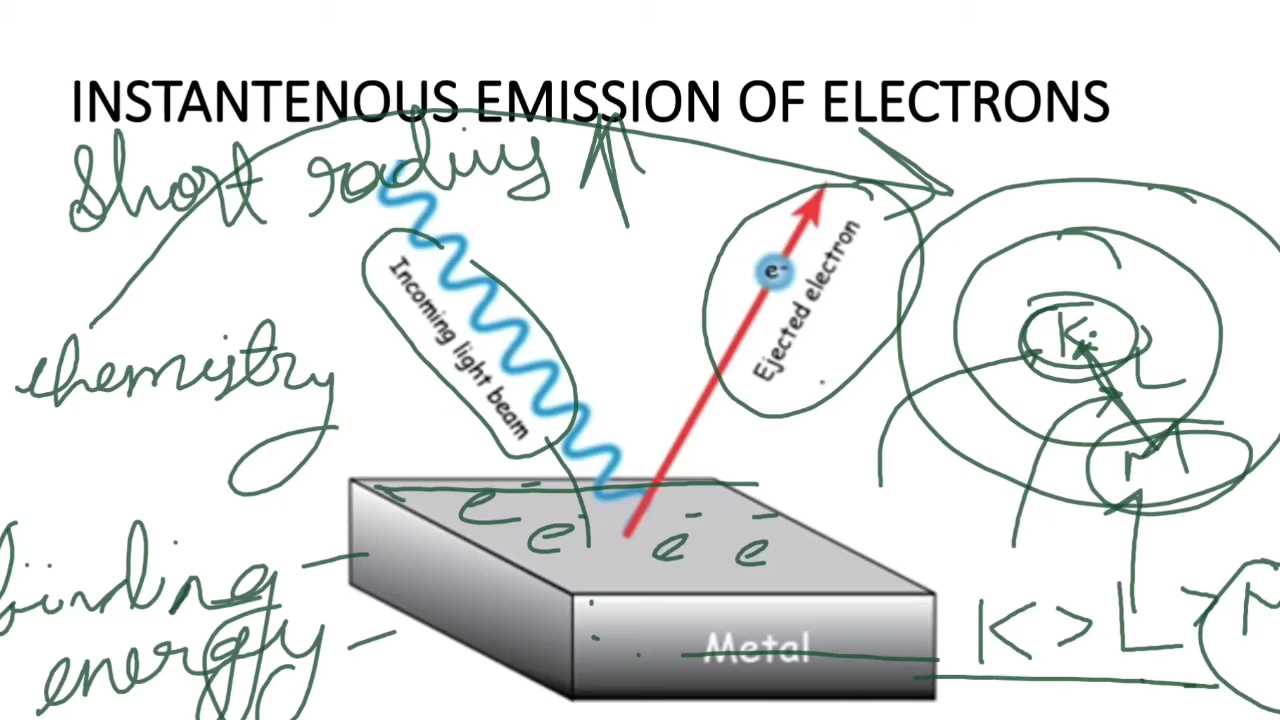 INSTANTENOUS EMISSION OF ELECTRONS
Short radius
Incoming light beam
e-
Ejected electron
K
L
M
chemistry
e- e- e- e-
binding
energy
Metal
K > L > M